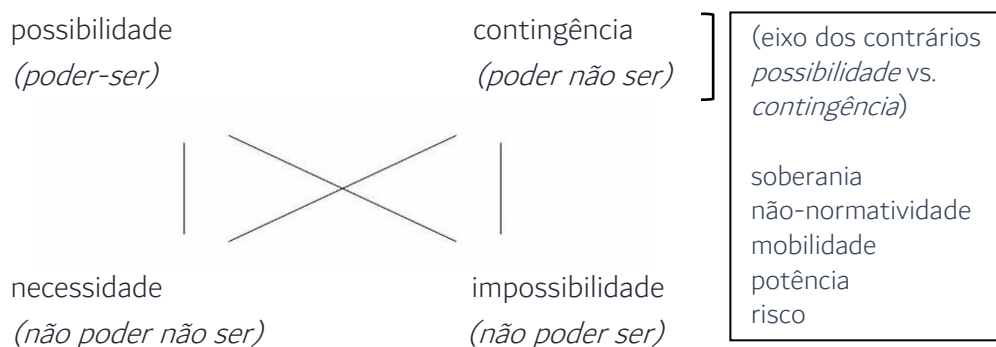 possibilidade
(poder-ser)
contingência
(poder não ser)
necessidade
(não poder não ser)
impossibilidade
(não poder ser)
(eixo dos contrários
possibilidade vs.
contingência)
soberania
não-normatividade
mobilidade
potência
risco